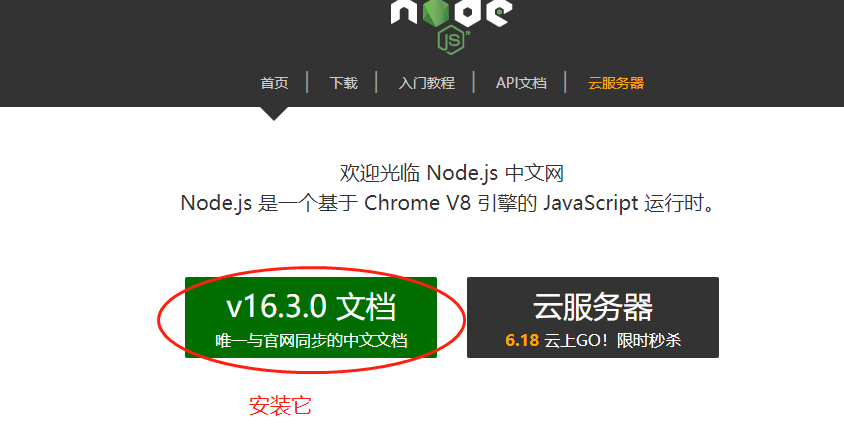 node
JS
首页 | 下载 | 入门教程 | API文档 | 云服务器
欢迎光临 Node.js 中文网
Node.js 是一个基于 Chrome V8 引擎的 JavaScript 运行时。
v16.3.0 文档
唯一与官网同步的中文文档
云服务器
6.18 云上GO！限时秒杀
安装它